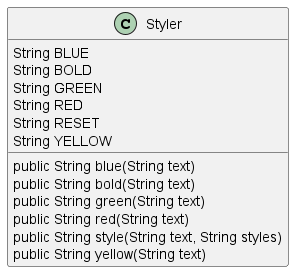 C Styler
String BLUE
String BOLD
String GREEN
String RED
String RESET
String YELLOW
public String blue(String text)
public String bold(String text)
public String green(String text)
public String red(String text)
public String style(String text, String styles)
public String yellow(String text)